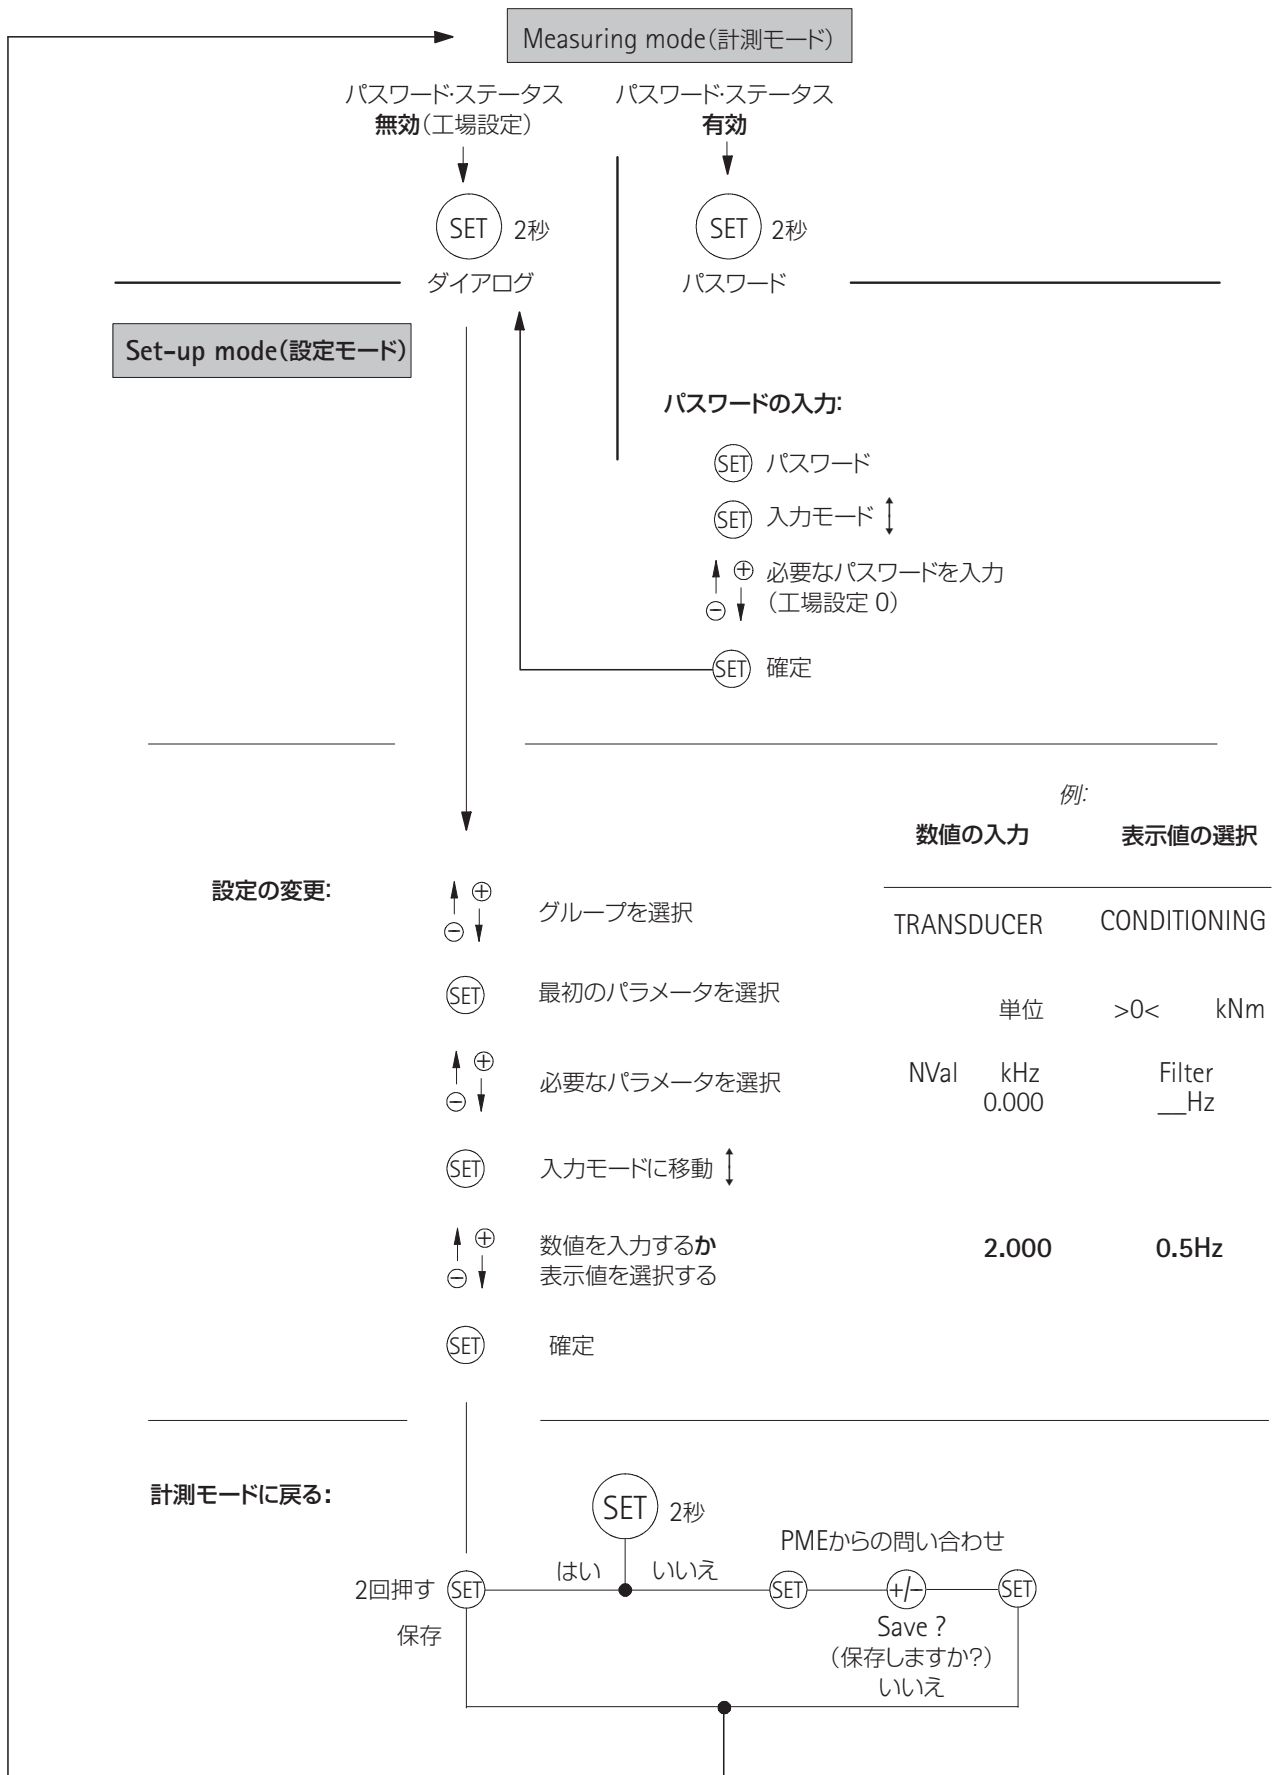 Measuring mode(計測モード)
パスワード・ステータス
無効(工場設定)
パスワード・ステータス
有効
SET 2秒
ダイアログ
SET 2秒
パスワード
Set-up mode(設定モード)
パスワードの入力:
SET パスワード
SET 入力モード
+ 必要なパスワードを入力
− (工場設定 0)
SET 確定
例:
数値の入力 表示値の選択
設定の変更:
+
−
グループを選択 TRANSDUCER CONDITIONING
SET 最初のパラメータを選択
単位 >0< kNm
+
−
必要なパラメータを選択 NVal kHz Filter
0.000 __Hz
SET 入力モードに移動
+ 数値を入力するか 2.000 0.5Hz
− 表示値を選択する
SET 確定
計測モードに戻る:
SET 2秒
PMEからの問い合わせ
はい いいえ
2回押す SET SET +/− SET
保存
Save ?
(保存しますか?)
いいえ